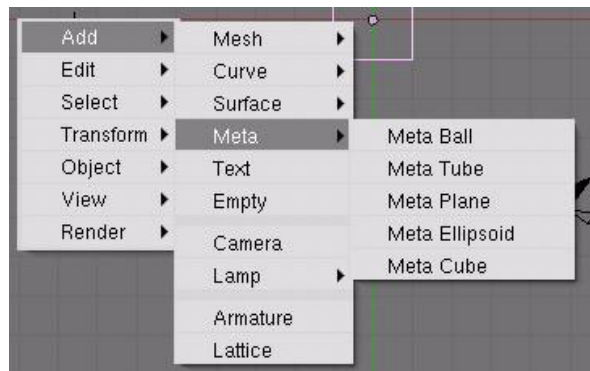 Add
Edit
Select
Transform
Object
View
Render
Mesh
Curve
Surface
Meta
Text
Empty
Camera
Lamp
Armature
Lattice
Meta Ball
Meta Tube
Meta Plane
Meta Ellipsoid
Meta Cube